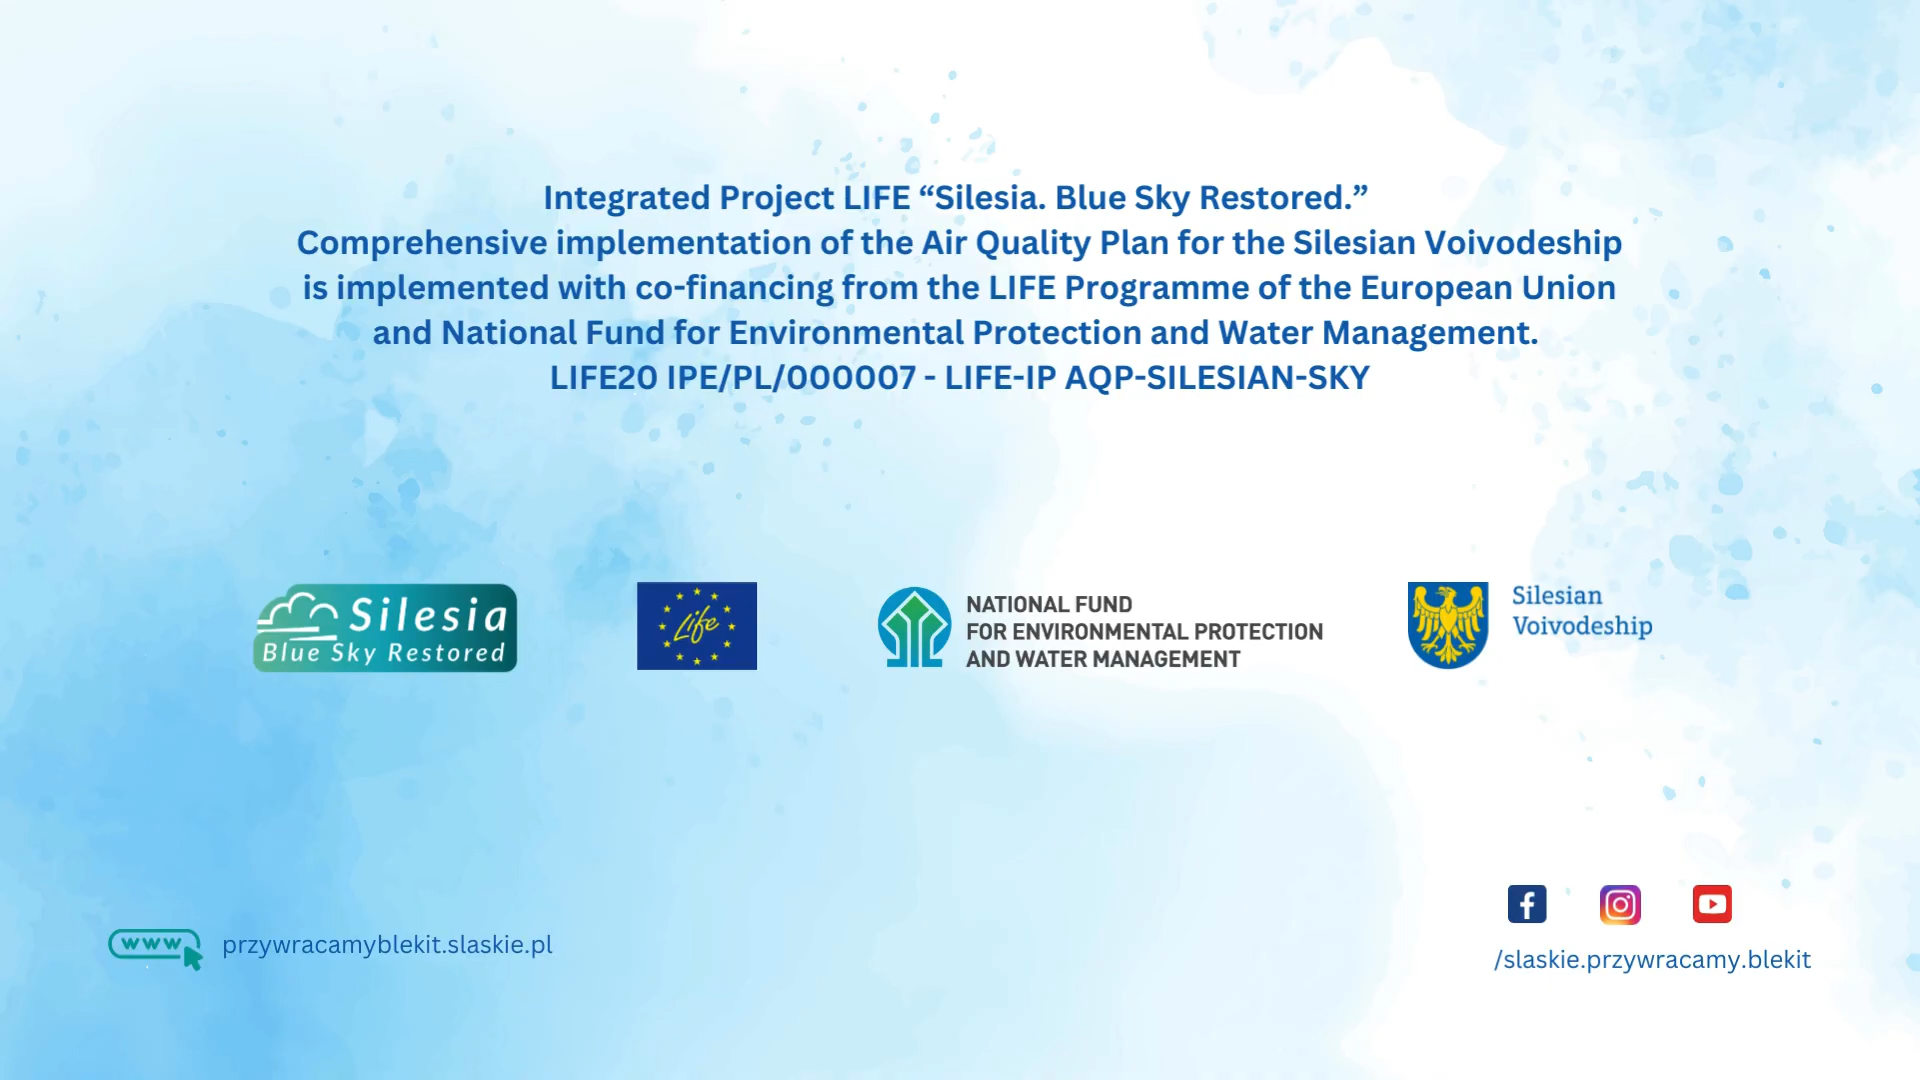 Integrated Project LIFE “Silesia. Blue Sky Restored.”
Comprehensive implementation of the Air Quality Plan for the Silesian Voivodeship
is implemented with co-financing from the LIFE Programme of the European Union
and National Fund for Environmental Protection and Water Management.
LIFE20 IPE/PL/000007 - LIFE-IP AQP-SILESIAN-SKY
Silesia
Blue Sky Restored
Life
NATIONAL FUND
FOR ENVIRONMENTAL PROTECTION
AND WATER MANAGEMENT
Silesian
Voivodeship
www
przywracamyblekit.slaskie.pl
f
/slaskie.przywracamy.blekit